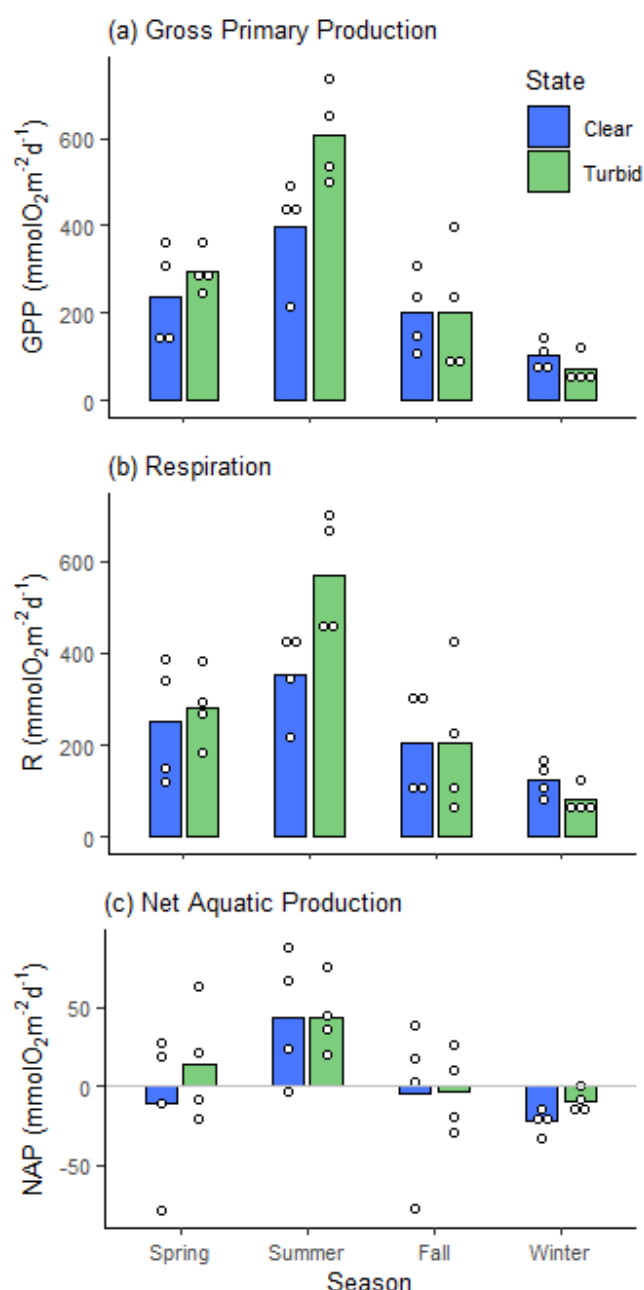 (a) Gross Primary Production
State
Clear
Turbid
GPP (mmolO₂m⁻²d⁻¹)
600
400
200
0
(b) Respiration
R (mmolO₂m⁻²d⁻¹)
600
400
200
0
(c) Net Aquatic Production
NAP (mmolO₂m⁻²d⁻¹)
50
0
-50
Spring Summer Fall Winter
Season